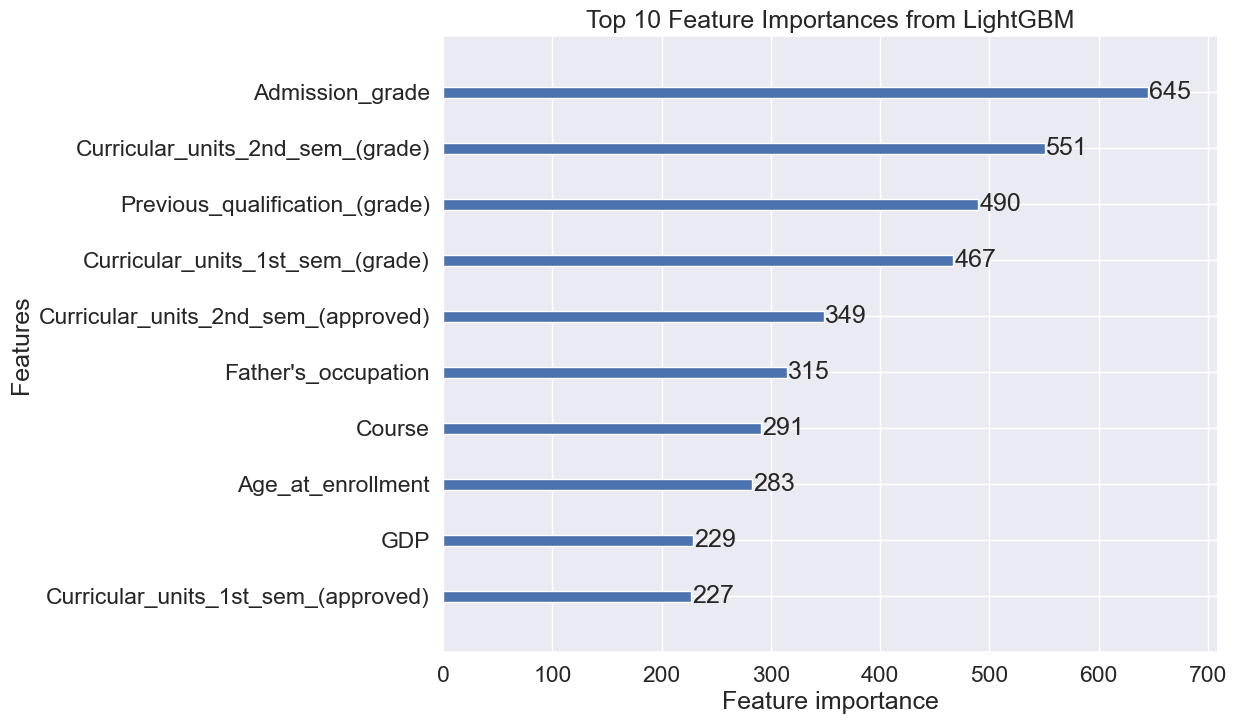 Top 10 Feature Importances from LightGBM
Features
Admission_grade 645
Curricular_units_2nd_sem_(grade) 551
Previous_qualification_(grade) 490
Curricular_units_1st_sem_(grade) 467
Curricular_units_2nd_sem_(approved) 349
Father's_occupation 315
Course 291
Age_at_enrollment 283
GDP 229
Curricular_units_1st_sem_(approved) 227
0 100 200 300 400 500 600 700
Feature importance